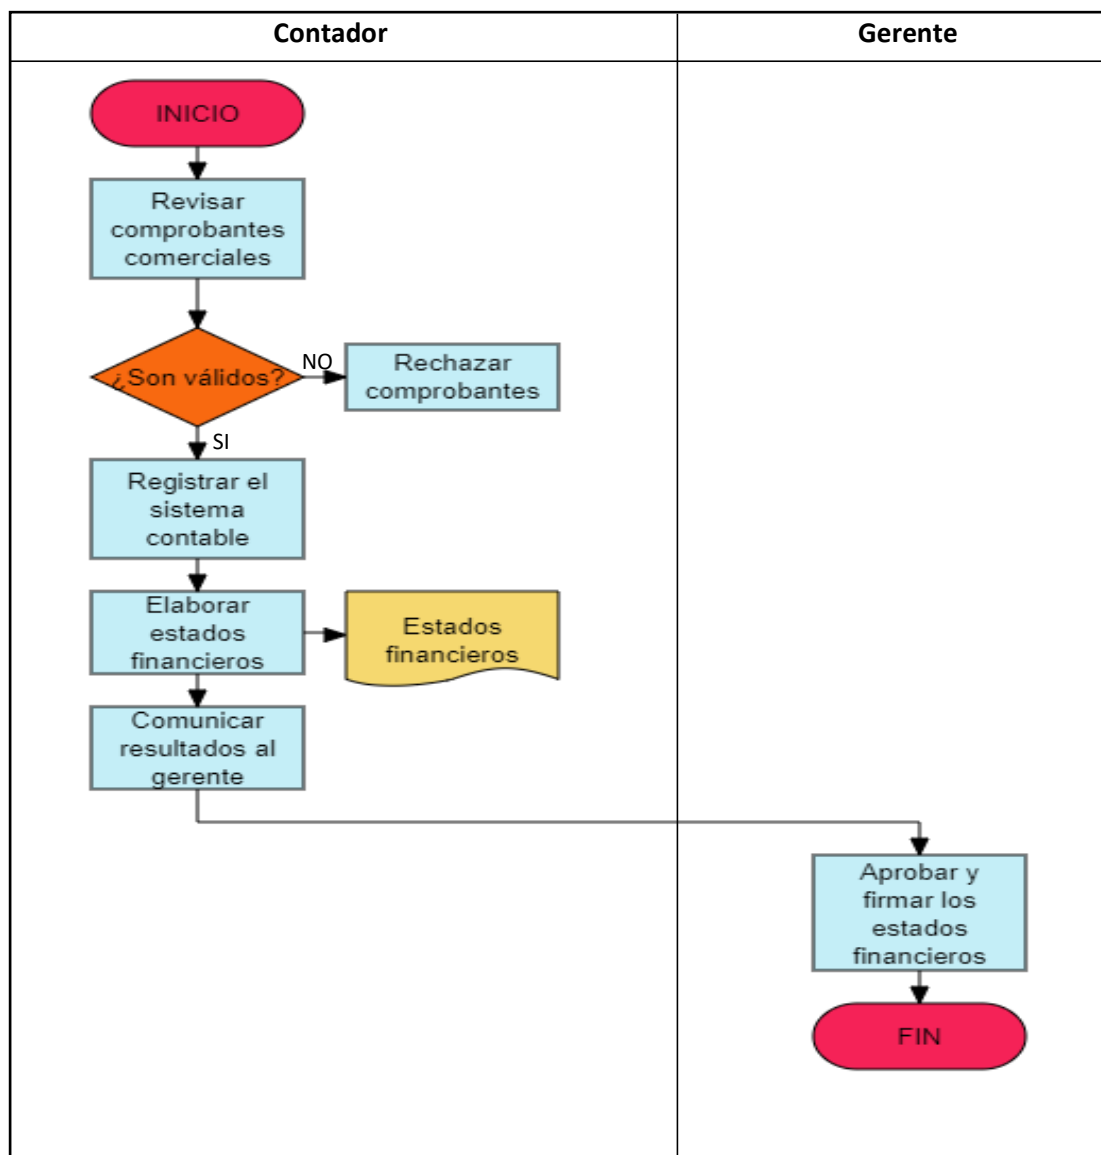 Contador
Gerente
INICIO
Revisar
comprobantes
comerciales
¿Son válidos?
NO
Rechazar
comprobantes
SI
Registrar el
sistema
contable
Elaborar
estados
financieros
Estados
financieros
Comunicar
resultados al
gerente
Aprobar y
firmar los
estados
financieros
FIN